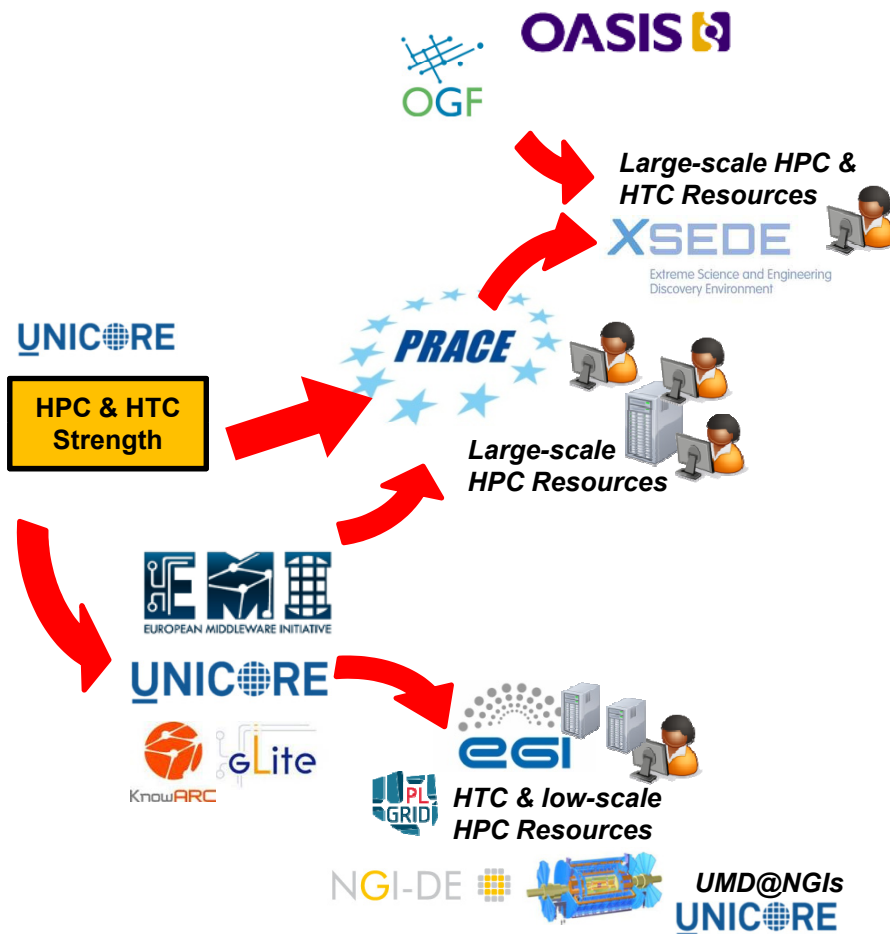 OASIS
OGF
Large-scale HPC &
HTC Resources
XSEDE
Extreme Science and Engineering
Discovery Environment
UNICORE
PRACE
HPC & HTC
Strength
Large-scale
HPC Resources
EMI
EUROPEAN MIDDLEWARE INITIATIVE
UNICORE
KnowARC
gLite
egi
PL
GRID
HTC & low-scale
HPC Resources
NGI-DE
UMD@NGIs
UNICORE